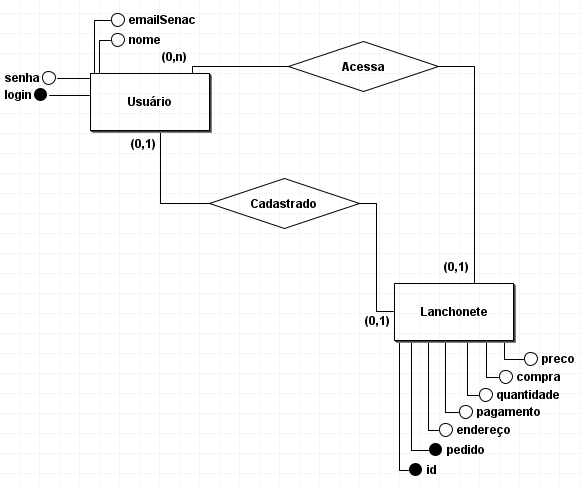 emailSenac
nome
(0,n)
Acessa
senha
login
Usuário
(0,1)
Cadastrado
(0,1)
Lanchonete
(0,1)
preco
compra
quantidade
pagamento
endereço
pedido
id